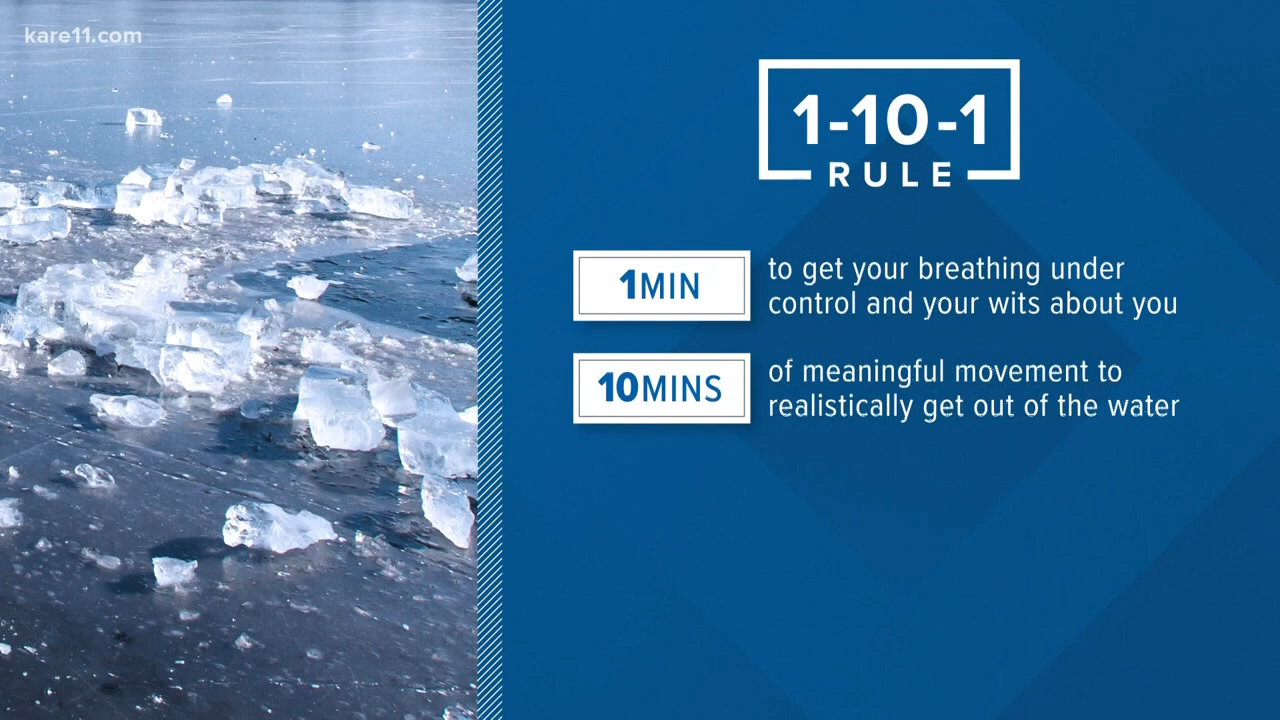 kare11.com
1-10-1
RULE
1MIN
to get your breathing under
control and your wits about you
10MINS
of meaningful movement to
realistically get out of the water